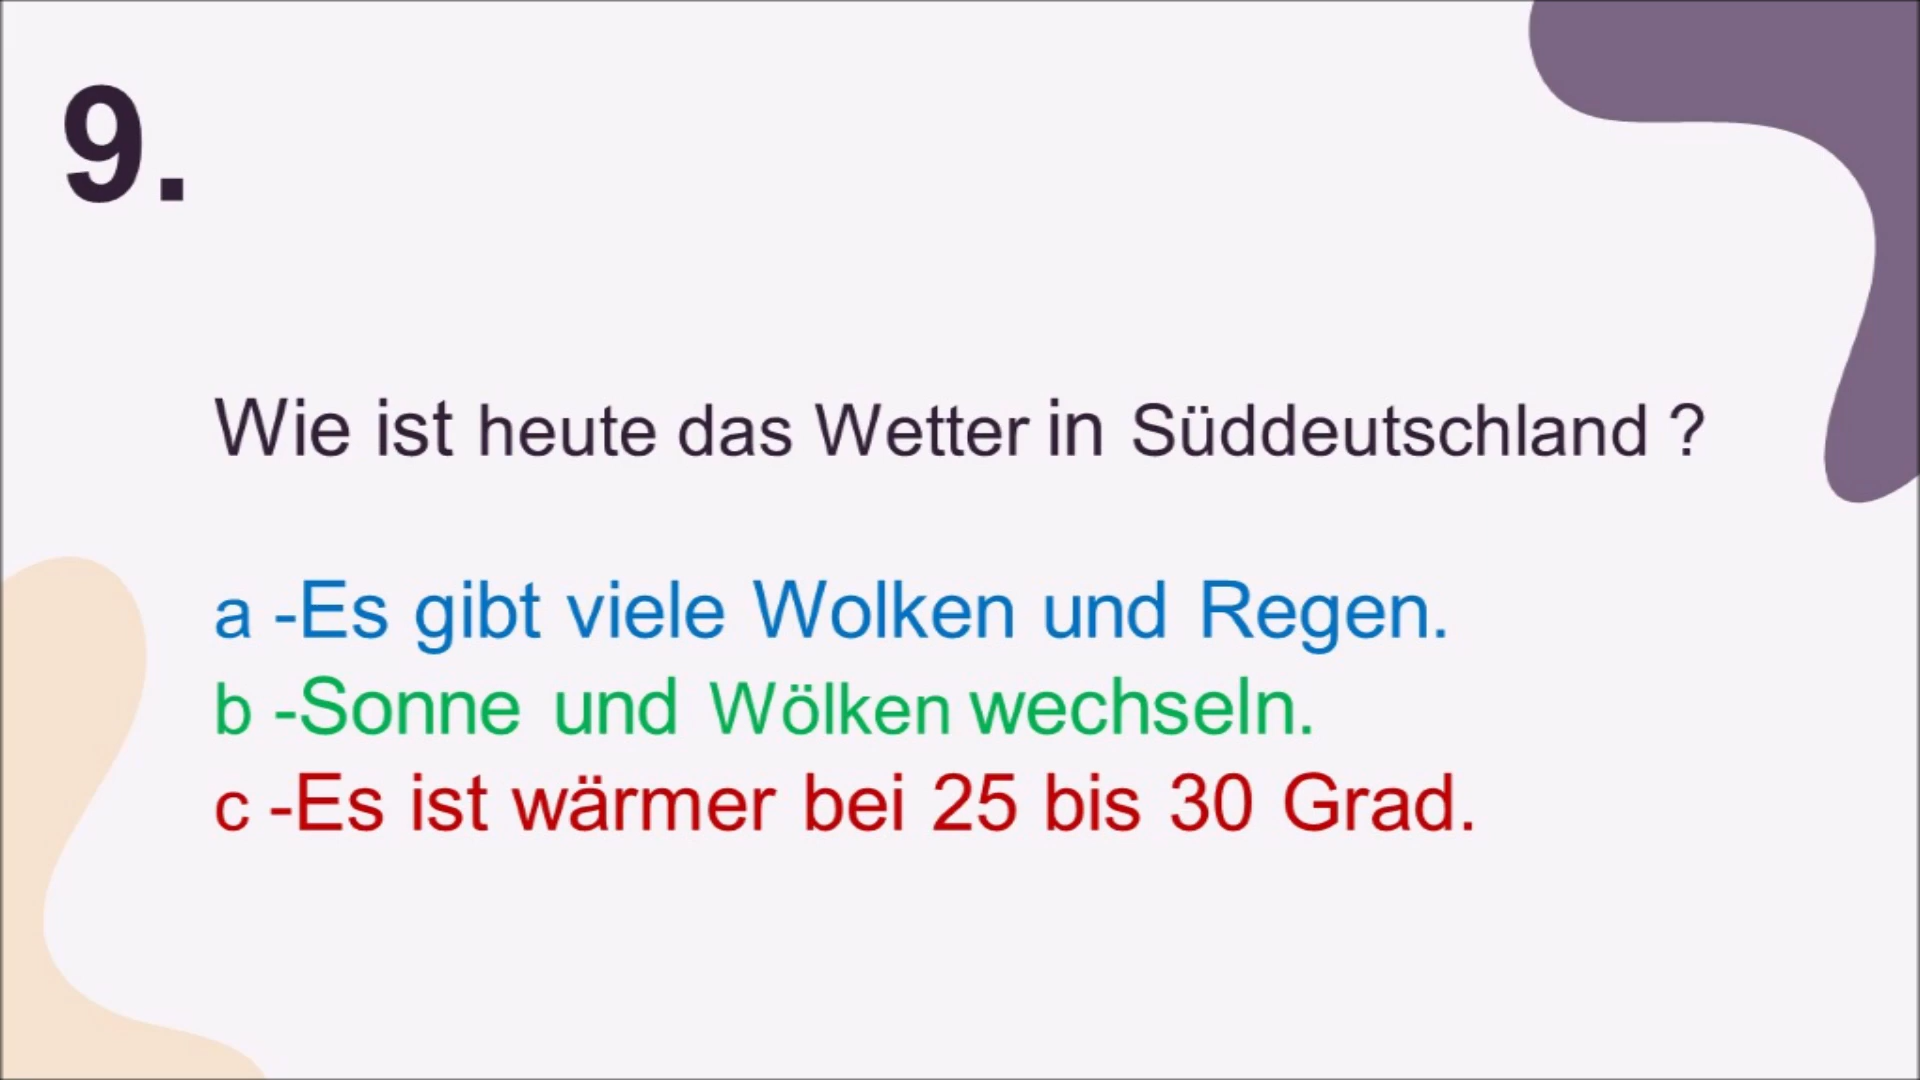 9.
Wie ist heute das Wetter in Süddeutschland ?
a -Es gibt viele Wolken und Regen.
b -Sonne und Wölken wechseln.
c -Es ist wärmer bei 25 bis 30 Grad.